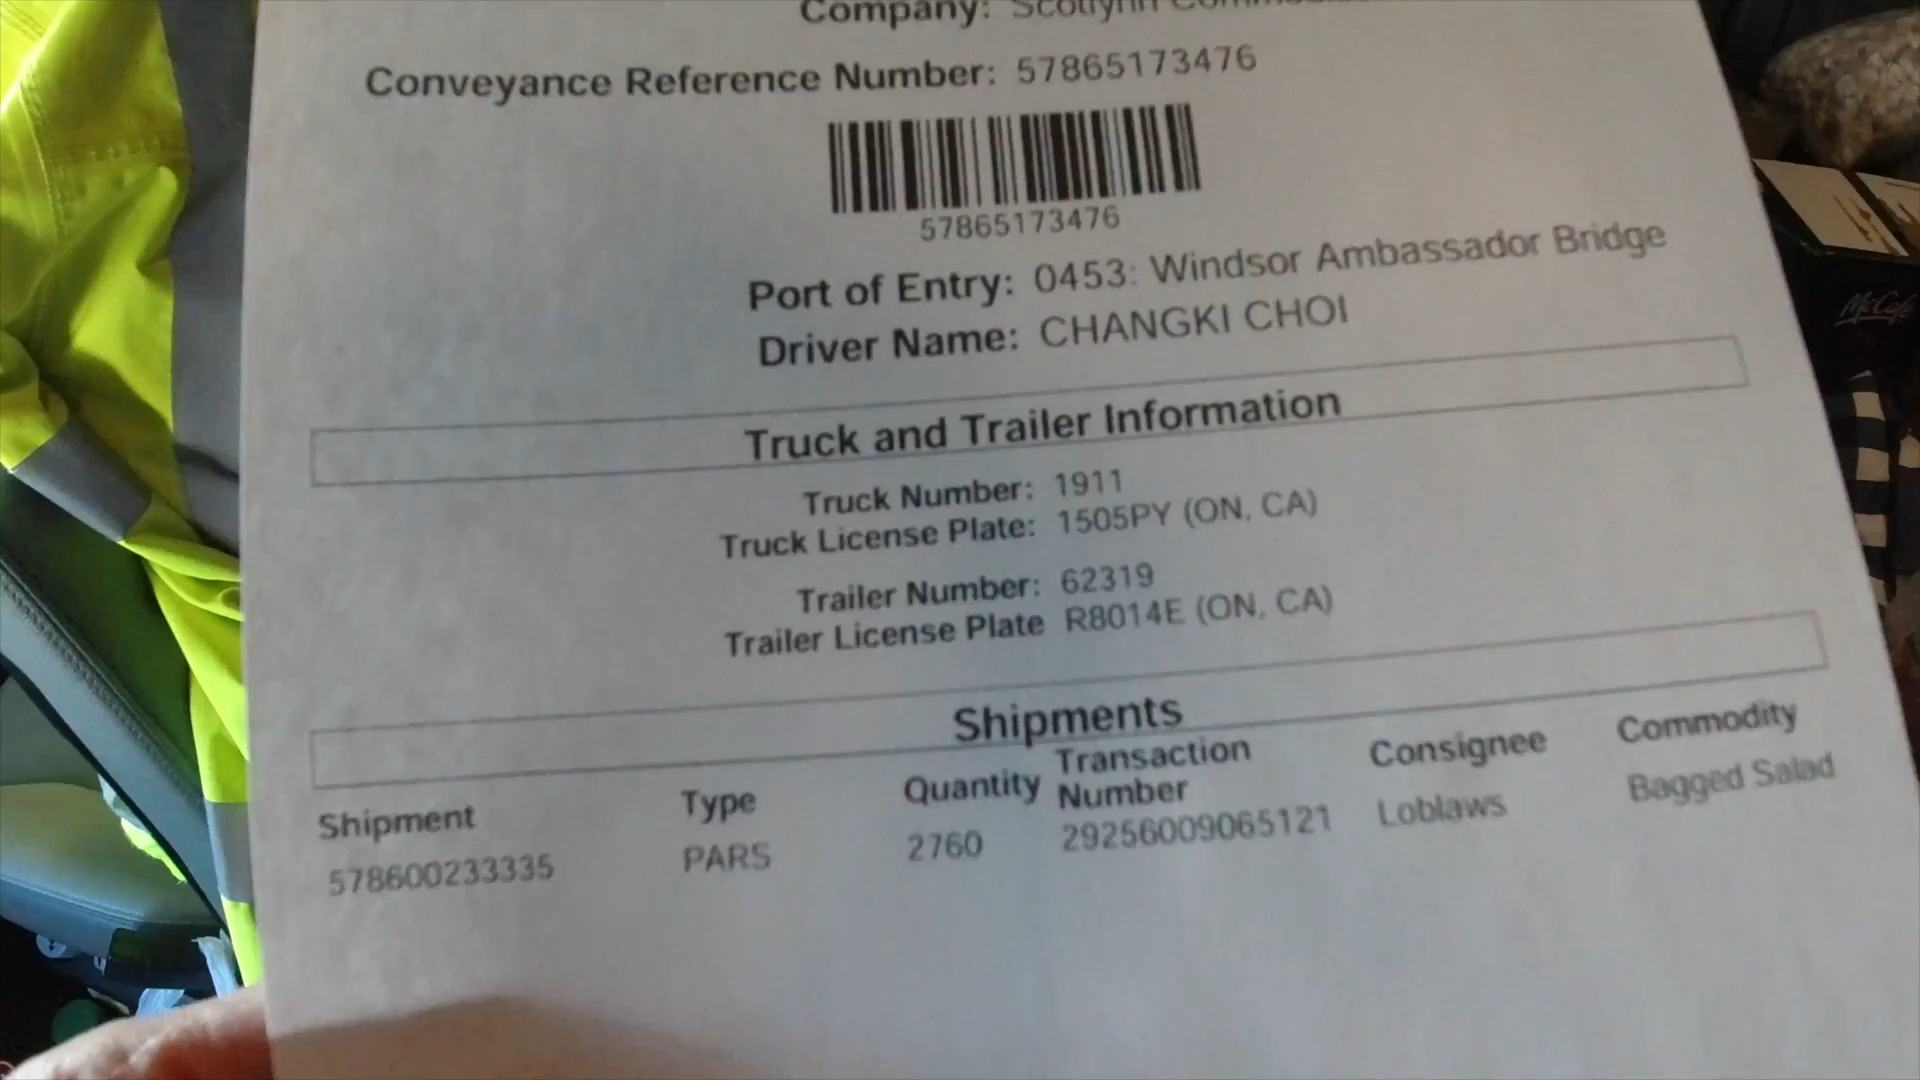 Company: Scotlynn
Conveyance Reference Number: 57865173476
57865173476
Port of Entry: 0453: Windsor Ambassador Bridge
Driver Name: CHANGKI CHOI
Truck and Trailer Information
Truck Number: 1911
Truck License Plate: 1505PY (ON, CA)
Trailer Number: 62319
Trailer License Plate R8014E (ON, CA)
Shipments
Shipment Type Quantity Transaction Number Consignee Commodity
578600233335 PARS 2760 29256009065121 Loblaws Bagged Salad
McCafé